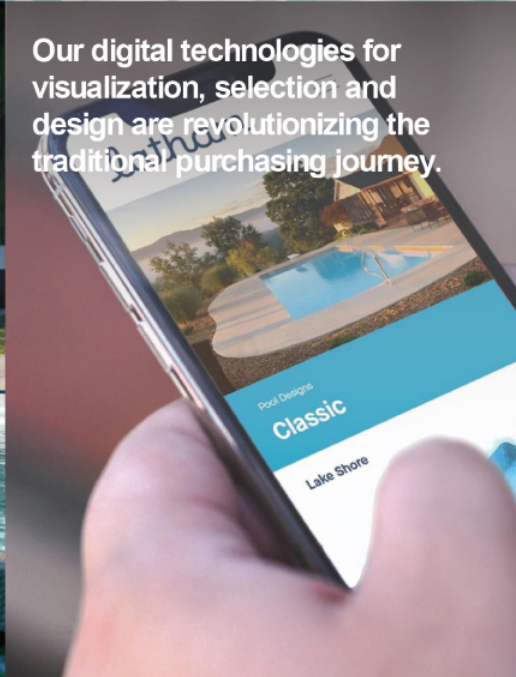 Our digital technologies for
visualization, selection and
design are revolutionizing the
traditional purchasing journey.
latham
Pool Designs
Classic
Lake Shore